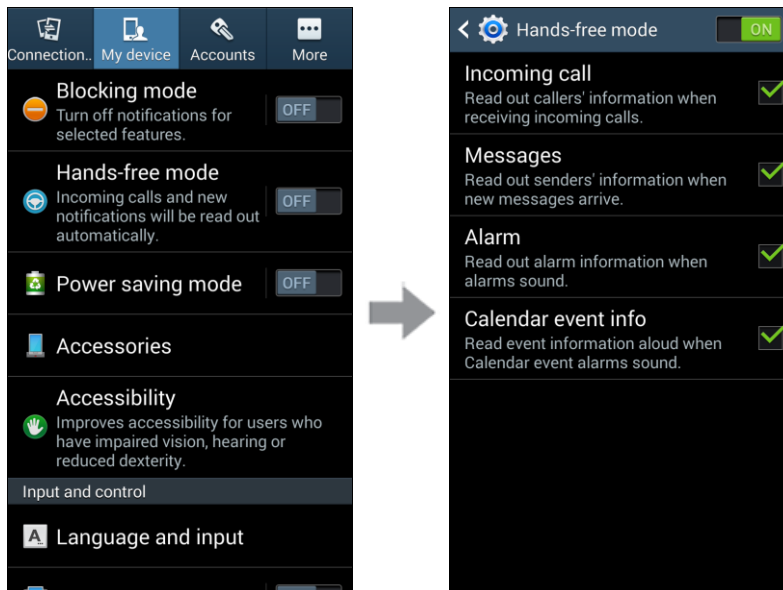 Connection..
My device
Accounts
More
Blocking mode
Turn off notifications for
selected features.
OFF
Hands-free mode
Incoming calls and new
notifications will be read out
automatically.
OFF
Power saving mode
OFF
Accessories
Accessibility
Improves accessibility for users who
have impaired vision, hearing or
reduced dexterity.
Input and control
A
Language and input
Hands-free mode
ON
Incoming call
Read out callers' information when
receiving incoming calls.
Messages
Read out senders' information when
new messages arrive.
Alarm
Read out alarm information when
alarms sound.
Calendar event info
Read event information aloud when
Calendar event alarms sound.